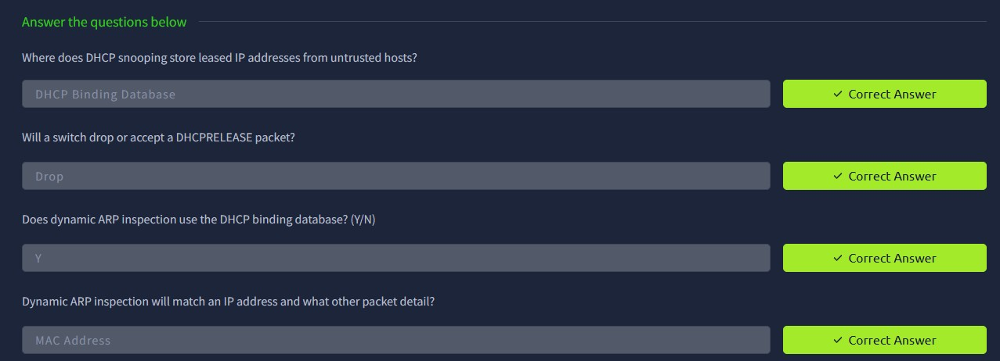 Answer the questions below
Where does DHCP snooping store leased IP addresses from untrusted hosts?
DHCP Binding Database
✓ Correct Answer
Will a switch drop or accept a DHCPRELEASE packet?
Drop
✓ Correct Answer
Does dynamic ARP inspection use the DHCP binding database? (Y/N)
Y
✓ Correct Answer
Dynamic ARP inspection will match an IP address and what other packet detail?
MAC Address
✓ Correct Answer